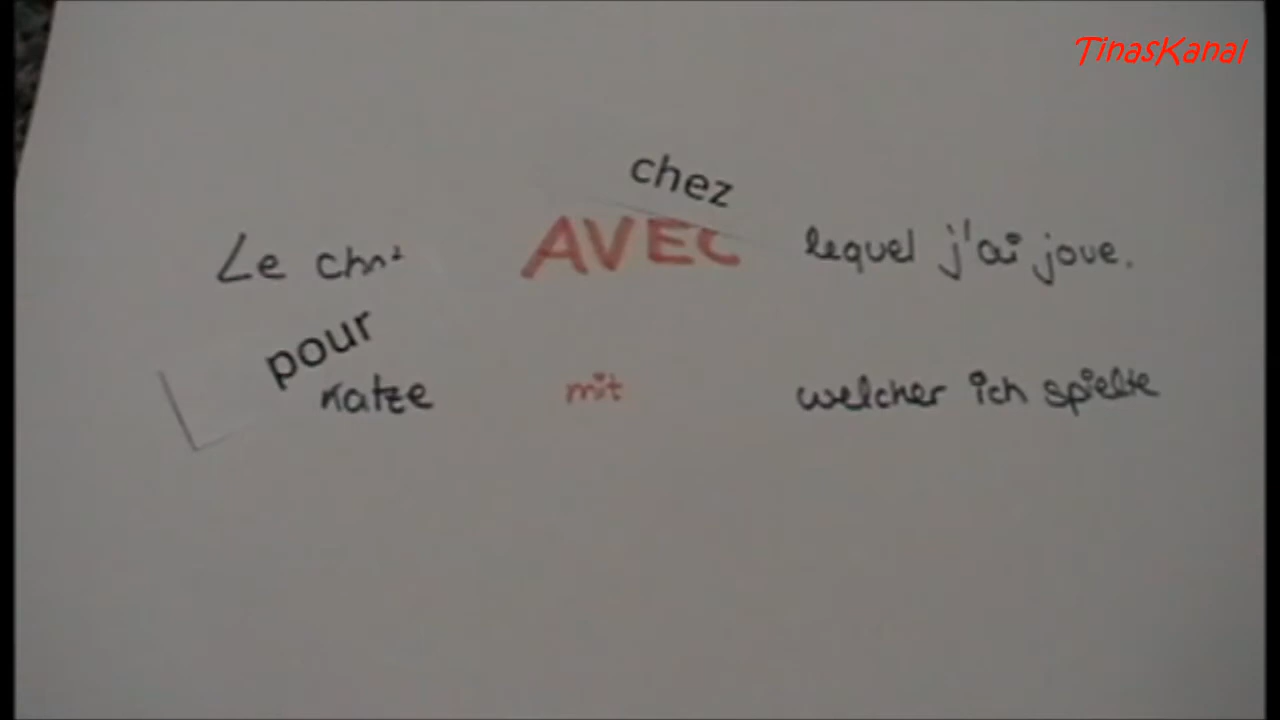 TinasKanal
chez
Le AVEC lequel j'ai joue.
pour
Katze mit welcher ich spielte